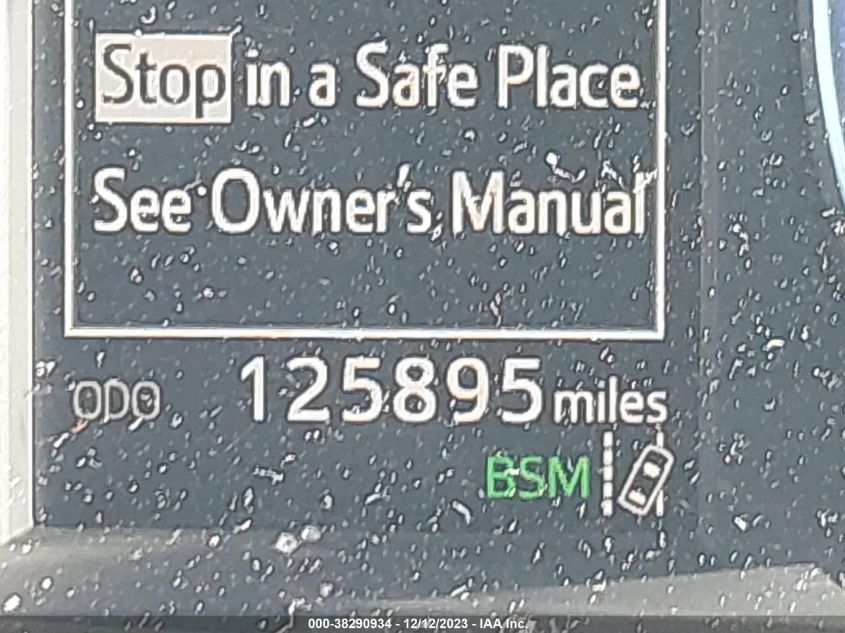 Stop in a Safe Place
See Owner's Manual
ODO 125895 miles
BSM
000-38290934 - 12/12/2023 - IAA Inc.